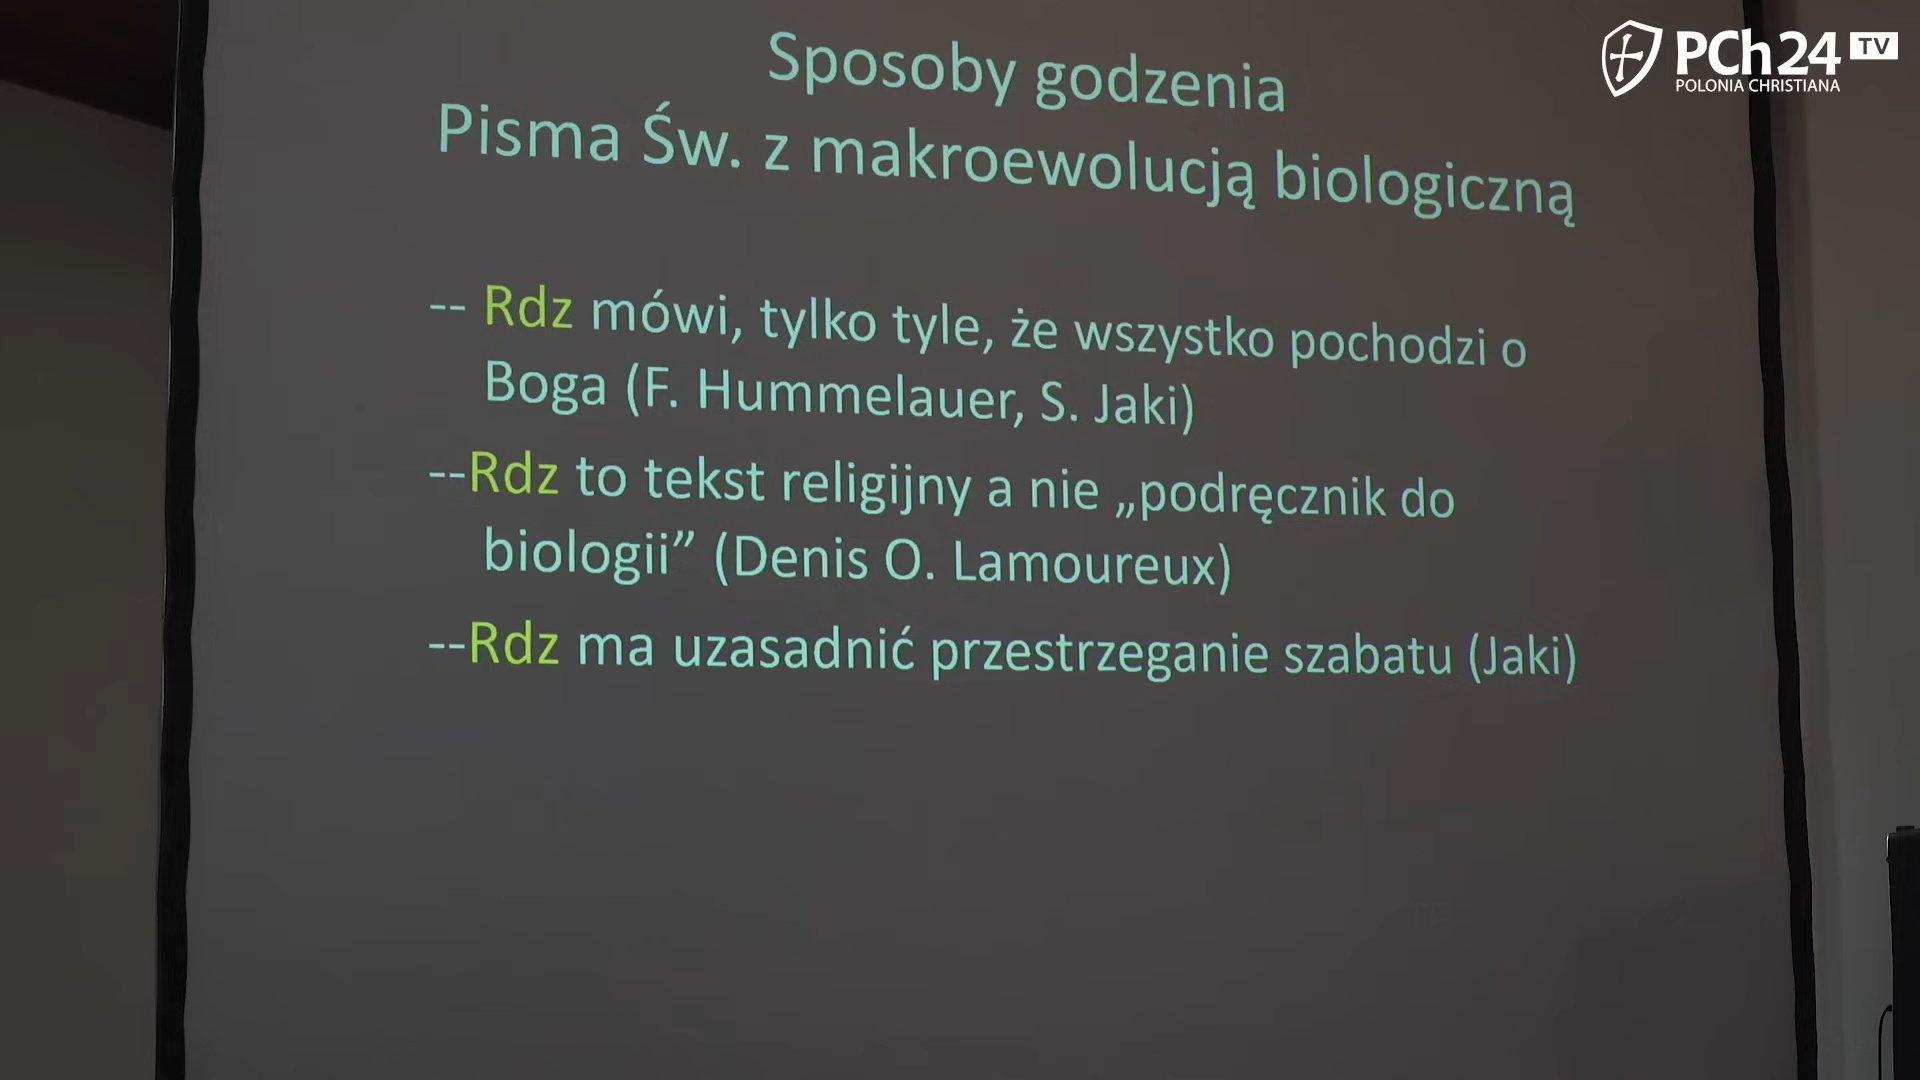 PCh24 TV
POLONIA CHRISTIANA
Sposoby godzenia
Pisma Św. z makroewolucją biologiczną
-- Rdz mówi, tylko tyle, że wszystko pochodzi o
Boga (F. Hummelauer, S. Jaki)
--Rdz to tekst religijny a nie „podręcznik do
biologii” (Denis O. Lamoureux)
--Rdz ma uzasadnić przestrzeganie szabatu (Jaki)